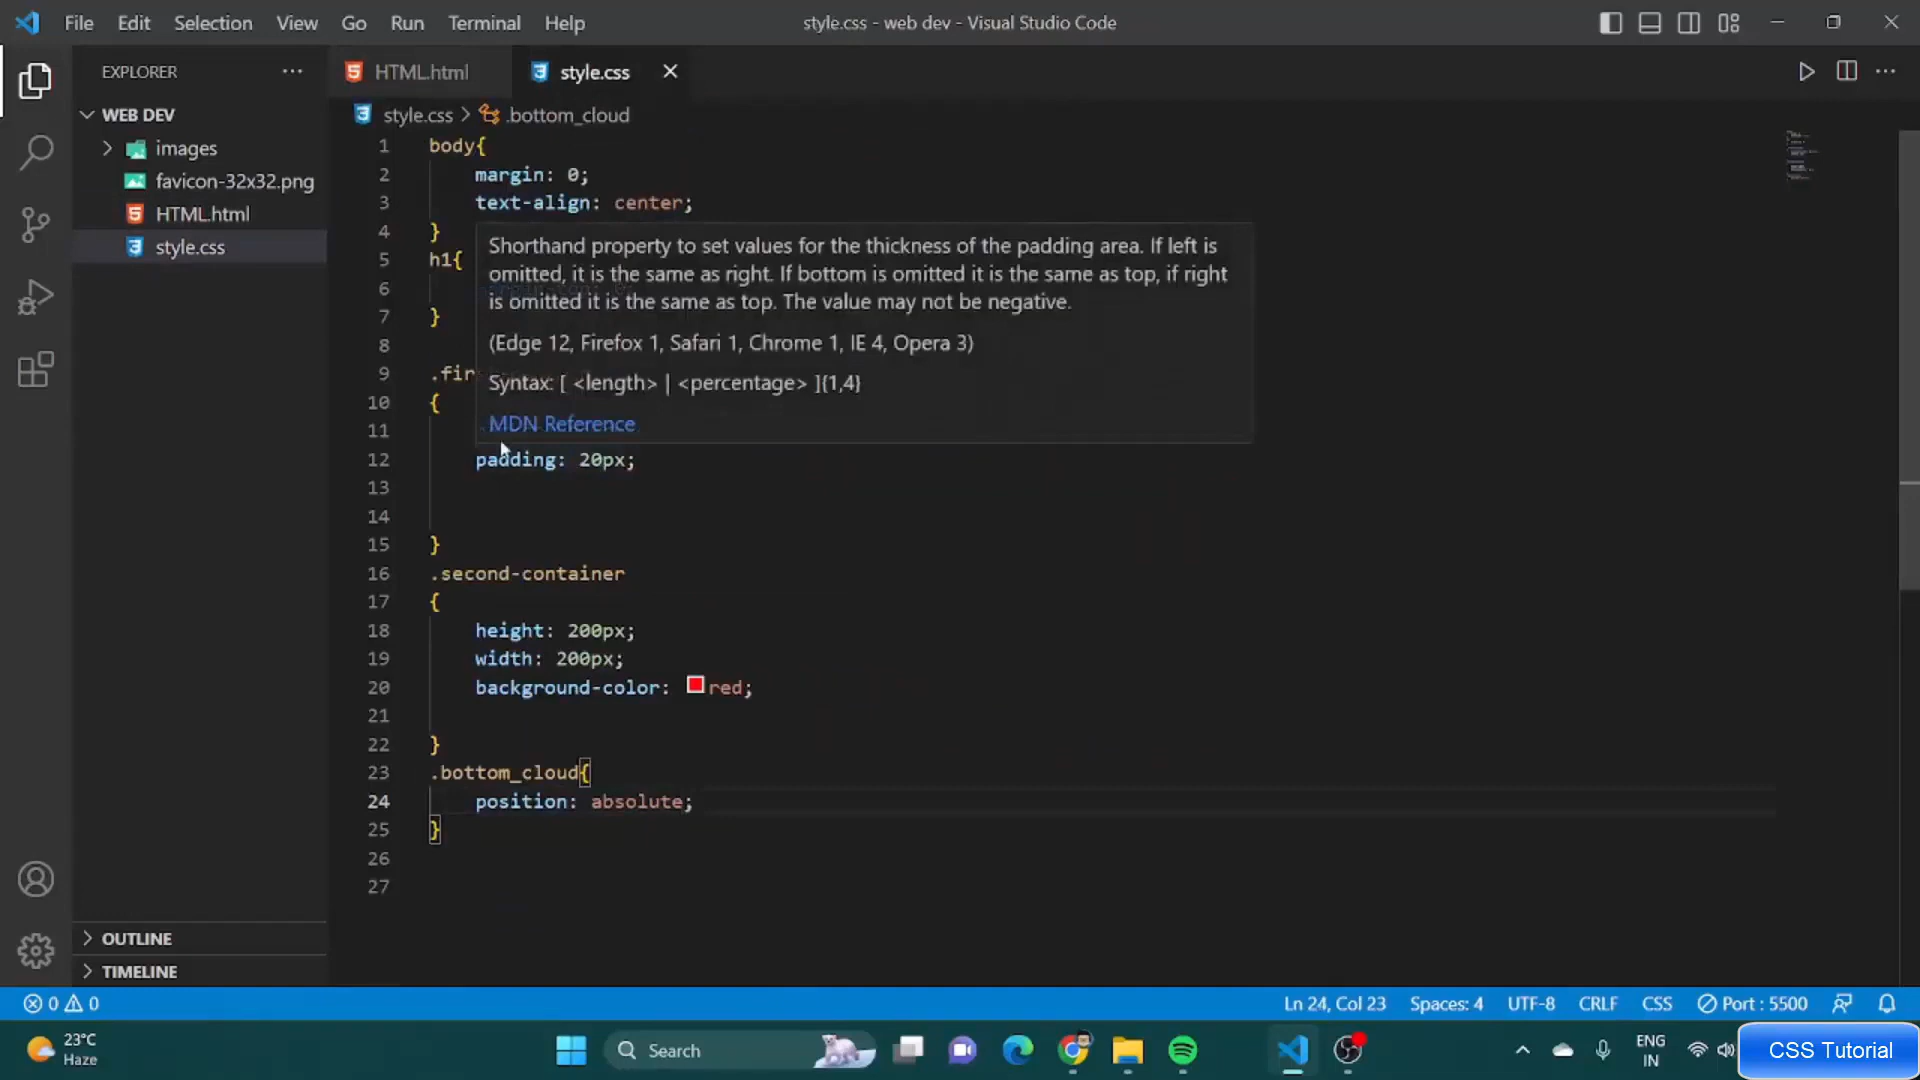 File Edit Selection View Go Run Terminal Help
style.css - web dev - Visual Studio Code
EXPLORER
HTML.html
style.css
WEB DEV
style.css > .bottom_cloud
images
favicon-32x32.png
HTML.html
style.css
1 body{
2 margin: 0;
3 text-align: center;
4 }
5 h1{
6
7 }
8
9 .fir
10 {
11
12 padding: 20px;
13
14
15 }
16 .second-container
17 {
18 height: 200px;
19 width: 200px;
20 background-color: red;
21
22 }
23 .bottom_cloud{
24 position: absolute;
25 }
26
27
Shorthand property to set values for the thickness of the padding area. If left is
omitted, it is the same as right. If bottom is omitted it is the same as top, if right
is omitted it is the same as top. The value may not be negative.
(Edge 12, Firefox 1, Safari 1, Chrome 1, IE 4, Opera 3)
Syntax: [ <length> | <percentage> ]{1,4}
MDN Reference
OUTLINE
TIMELINE
0 0
Ln 24, Col 23 Spaces: 4 UTF-8 CRLF CSS Port : 5500
23°C
Haze
Search
ENG
IN
CSS Tutorial